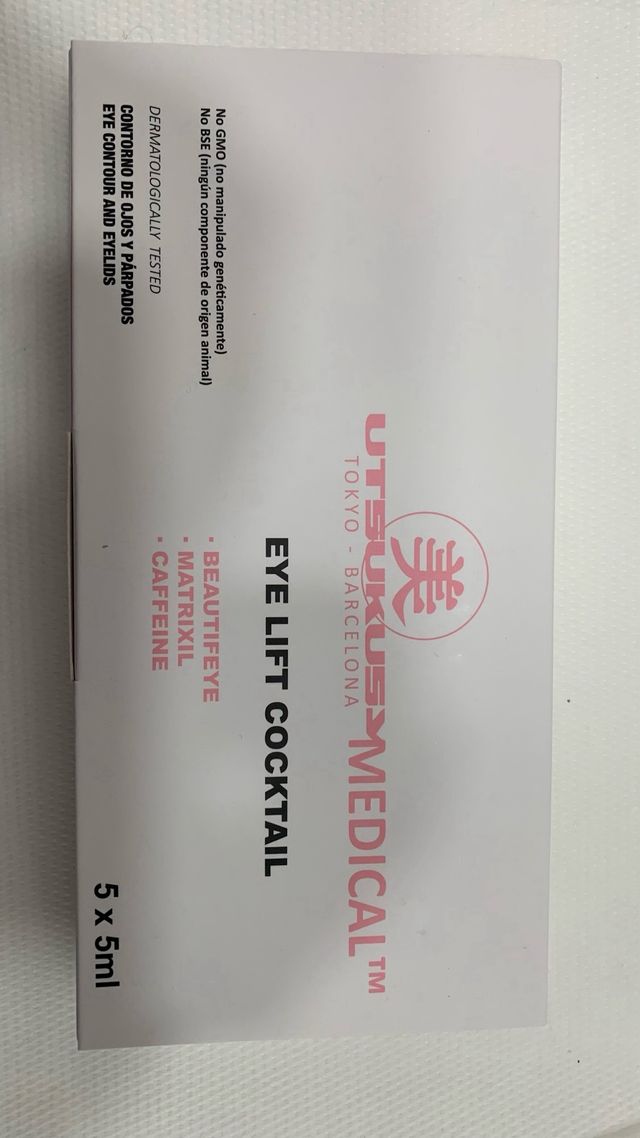 美
UTSUKUSY MEDICAL™
TOKYO - BARCELONA
EYE LIFT COCKTAIL
· BEAUTIFEYE
· MATRIXIL
· CAFFEINE
No GMO (no manipulado genéticamente)
No BSE (ningún componente de origen animal)
DERMATOLOGICALLY TESTED
CONTORNO DE OJOS Y PÁRPADOS
EYE CONTOUR AND EYELIDS
5 x 5ml